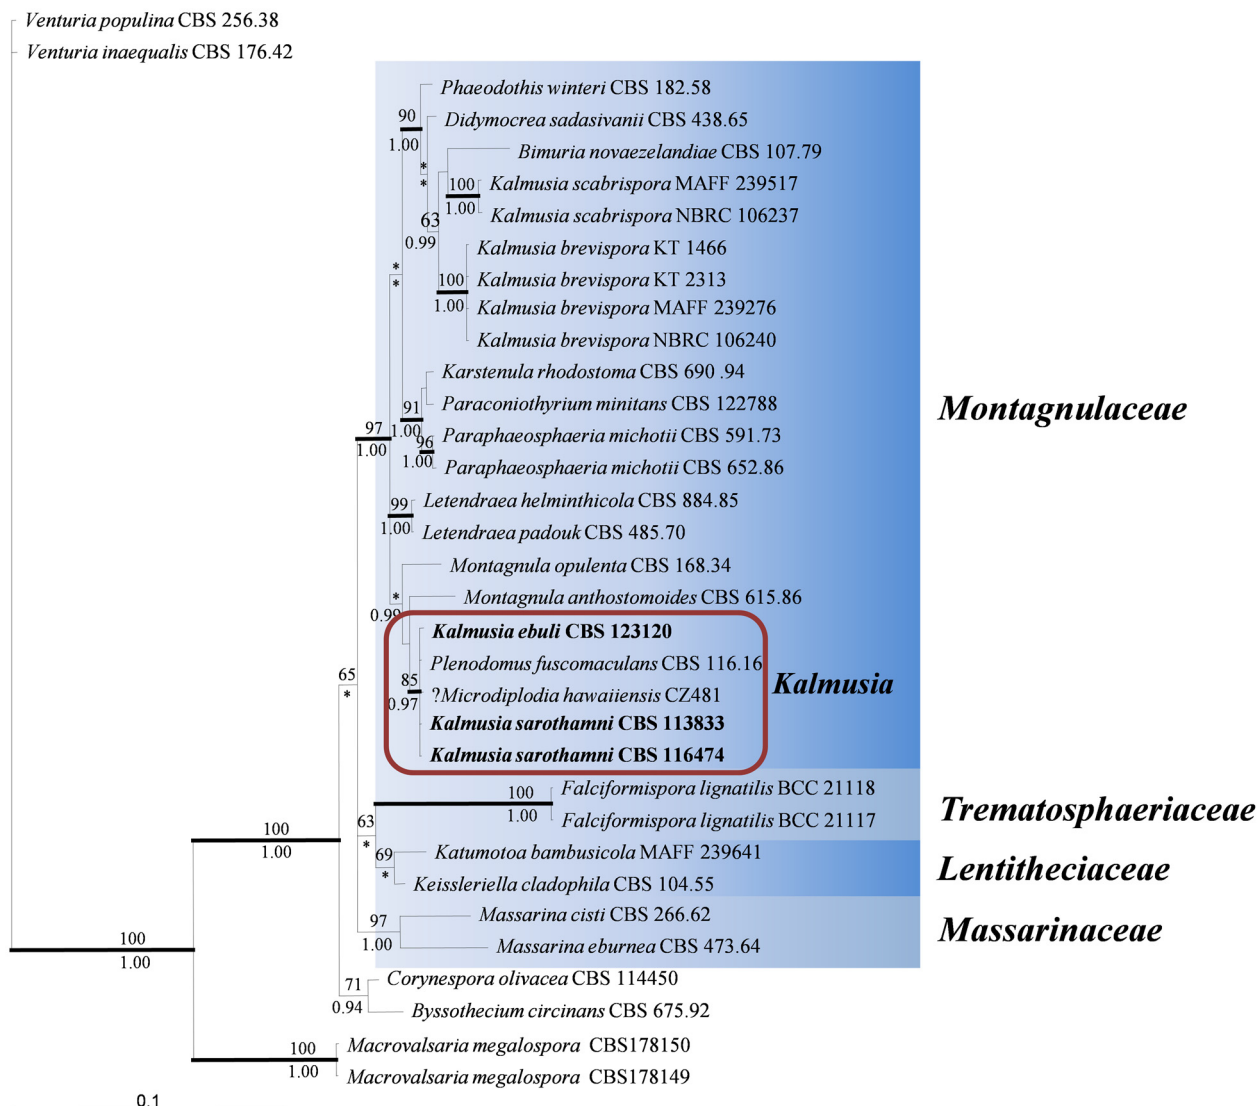 Venturia populina CBS 256.38
Venturia inaequalis CBS 176.42
Phaeodothis winteri CBS 182.58
90
1.00
Didymocrea sadasivanii CBS 438.65
*
*
Bimuria novaezelandiae CBS 107.79
100
1.00
Kalmusia scabrispora MAFF 239517
Kalmusia scabrispora NBRC 106237
63
0.99
Kalmusia brevispora KT 1466
*
*
100
1.00
Kalmusia brevispora KT 2313
Kalmusia brevispora MAFF 239276
Kalmusia brevispora NBRC 106240
Karstenula rhodostoma CBS 690 .94
91
1.00
Paraconiothyrium minitans CBS 122788
Montagnulaceae
97
1.00
96
1.00
Paraphaeosphaeria michotii CBS 591.73
Paraphaeosphaeria michotii CBS 652.86
99
1.00
Letendraea helminthicola CBS 884.85
Letendraea padouk CBS 485.70
Montagnula opulenta CBS 168.34
*
0.99
Montagnula anthostomoides CBS 615.86
Kalmusia ebuli CBS 123120
Plenodomus fuscomaculans CBS 116.16
65
*
85
0.97
?Microdiplodia hawaiiensis CZ481
Kalmusia
Kalmusia sarothamni CBS 113833
Kalmusia sarothamni CBS 116474
100
1.00
Falciformispora lignatilis BCC 21118
Falciformispora lignatilis BCC 21117
Trematosphaeriaceae
63
*
100
1.00
69
*
Katumotoa bambusicola MAFF 239641
Keissleriella cladophila CBS 104.55
Lentitheciaceae
97
1.00
Massarina cisti CBS 266.62
Massarina eburnea CBS 473.64
Massarinaceae
100
1.00
71
0.94
Corynespora olivacea CBS 114450
Byssothecium circinans CBS 675.92
100
1.00
Macrovalsaria megalospora CBS178150
Macrovalsaria megalospora CBS178149
0.1